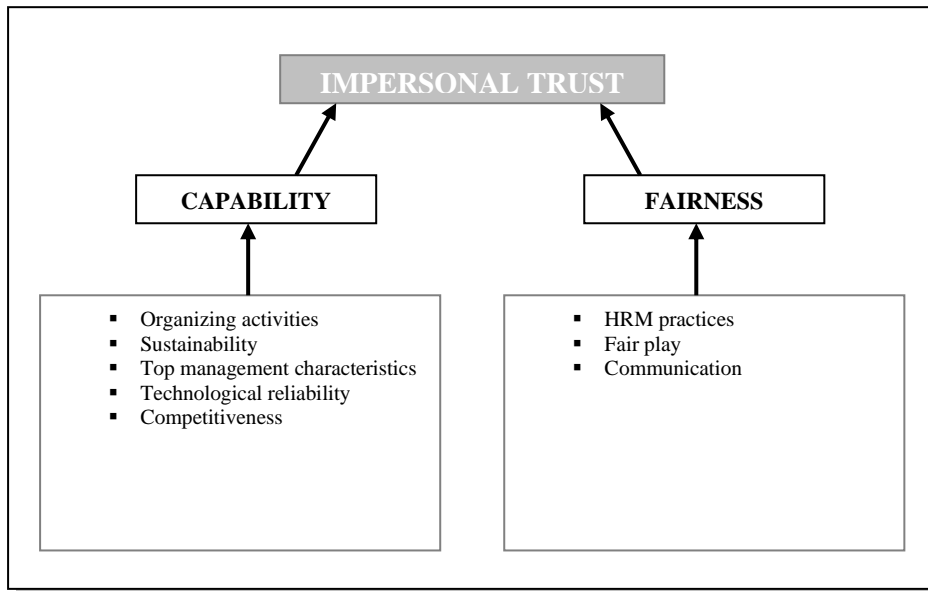 IMPERSONAL TRUST
CAPABILITY
FAIRNESS
▪ Organizing activities
▪ Sustainability
▪ Top management characteristics
▪ Technological reliability
▪ Competitiveness
▪ HRM practices
▪ Fair play
▪ Communication